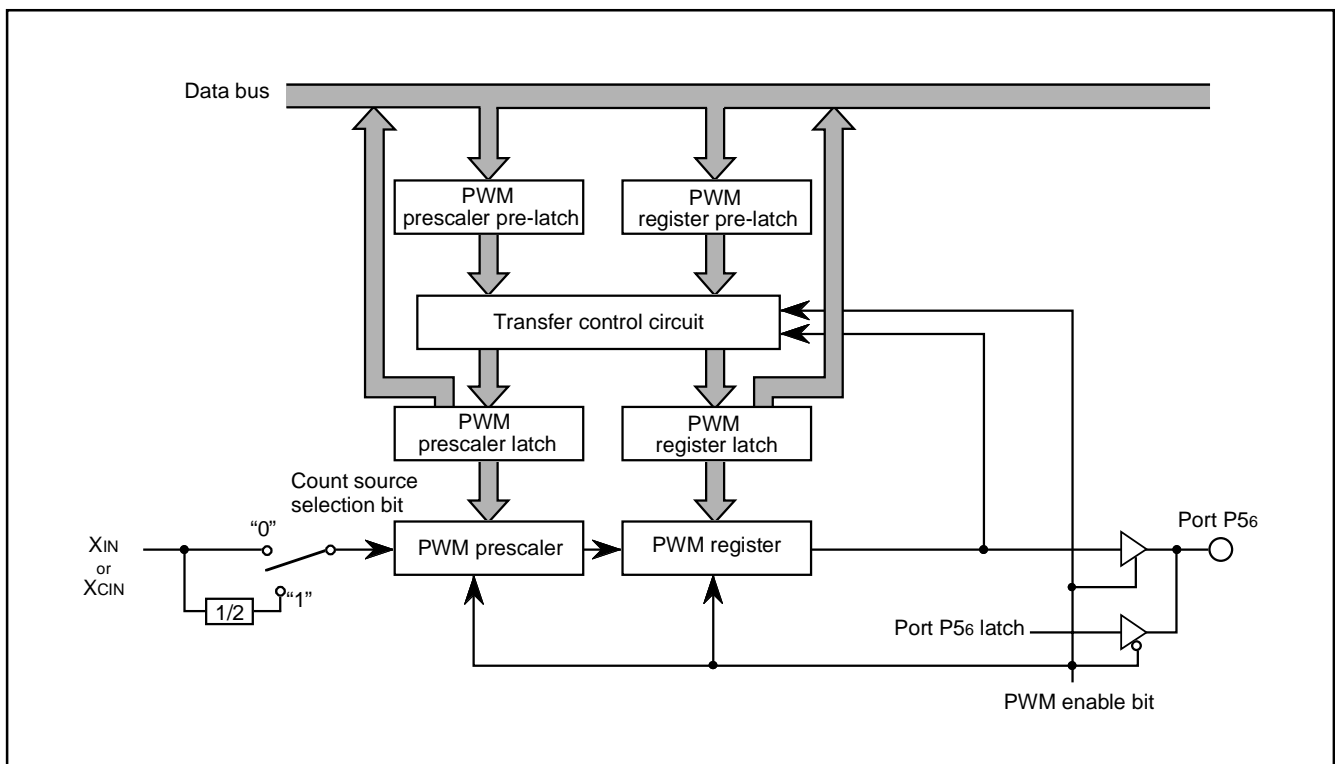 Data bus
PWM
prescaler pre-latch
PWM
register pre-latch
Transfer control circuit
PWM
prescaler latch
PWM
register latch
Count source
selection bit
“0”
XIN
or
XCIN
“1”
1/2
PWM prescaler
PWM register
Port P56
Port P56 latch
PWM enable bit